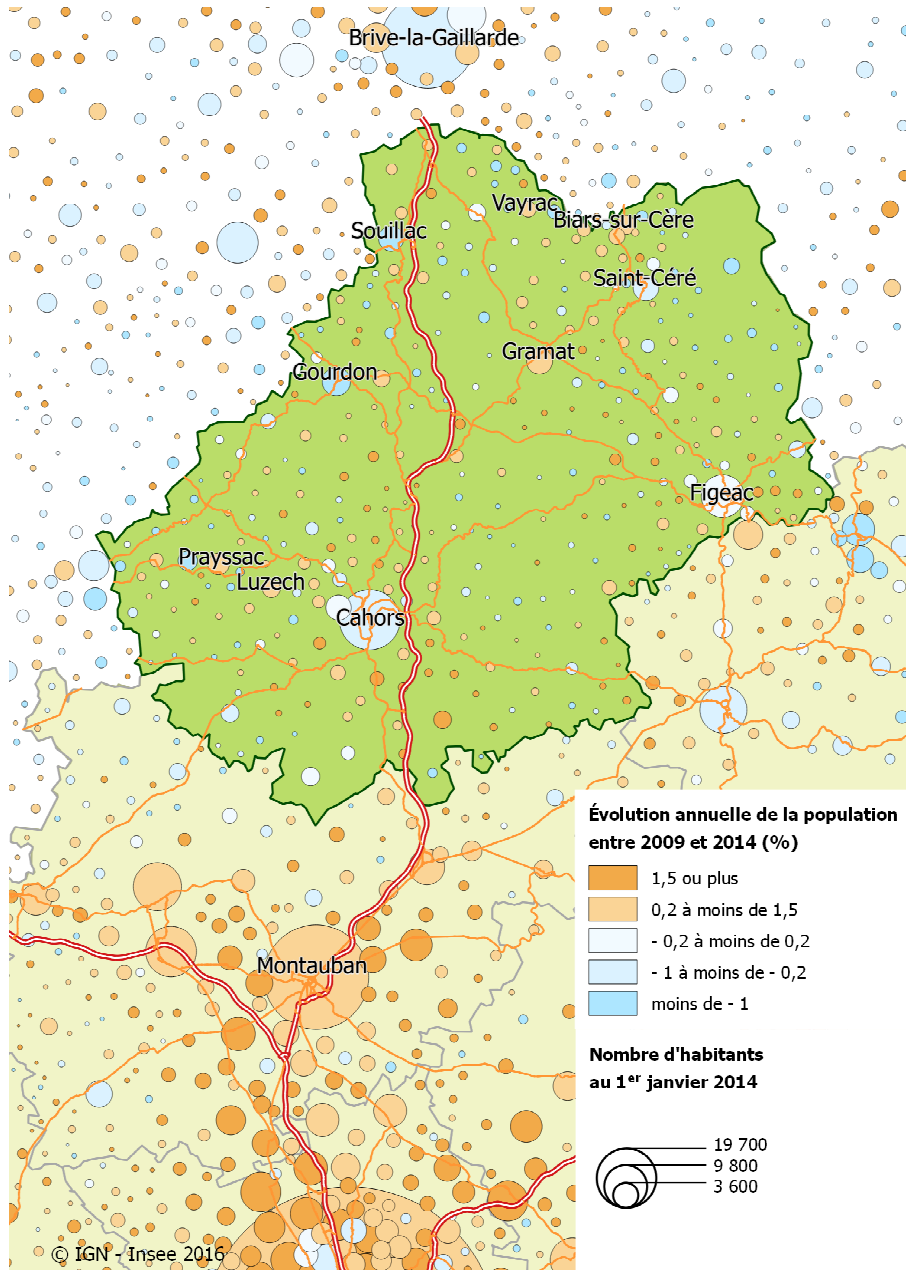 Brive-la-Gaillarde
Vayrac
Biars-sur-Cère
Souillac
Saint-Céré
Gramat
Gourdon
Figeac
Prayssac
Luzech
Cahors
Montauban
Évolution annuelle de la population
entre 2009 et 2014 (%)
1,5 ou plus
0,2 à moins de 1,5
- 0,2 à moins de 0,2
- 1 à moins de - 0,2
moins de - 1
Nombre d'habitants
au 1er janvier 2014
19 700
9 800
3 600
© IGN - Insee 2016